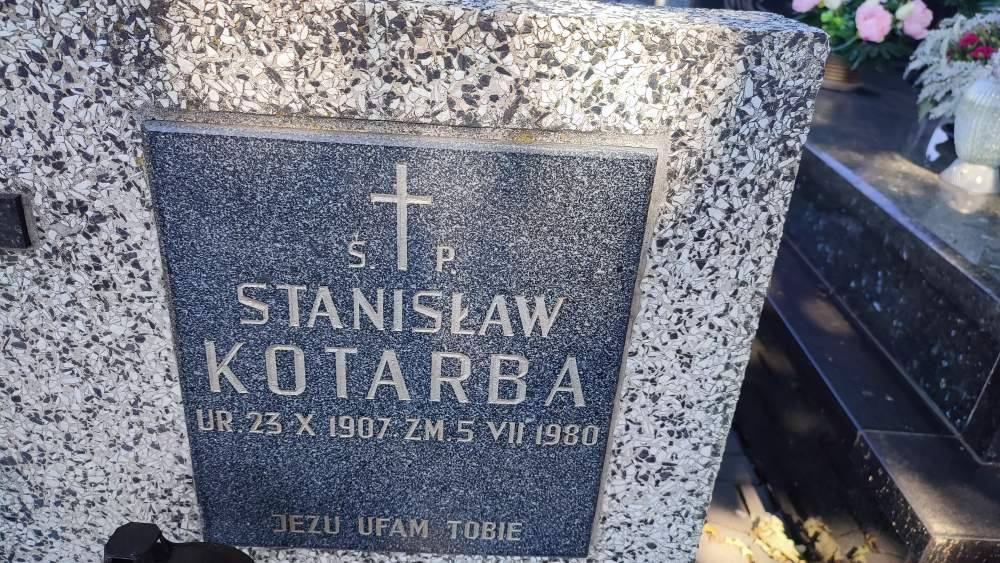 Ś. P.
STANISŁAW
KOTARBA
UR. 23 X 1907 ZM. 5 VII 1980
JEZU UFAM TOBIE